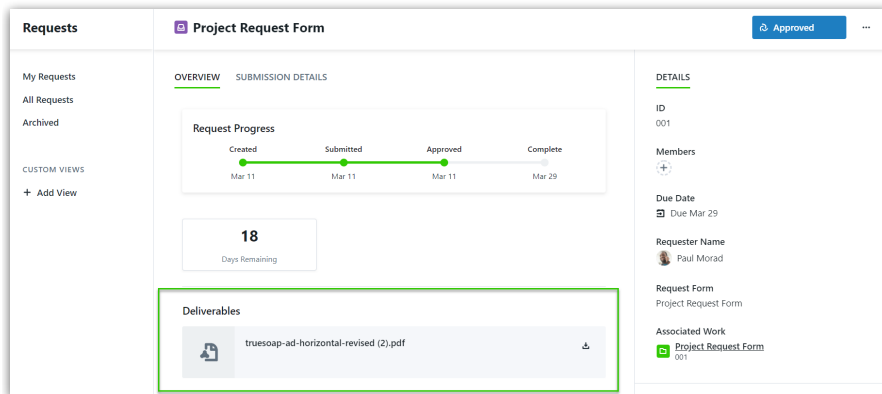 Requests
Project Request Form
Approved
My Requests
All Requests
Archived
CUSTOM VIEWS
+ Add View
OVERVIEW
SUBMISSION DETAILS
Request Progress
Created
Submitted
Approved
Complete
Mar 11
Mar 11
Mar 11
Mar 29
18
Days Remaining
Deliverables
truesoap-ad-horizontal-revised (2).pdf
DETAILS
ID
001
Members
Due Date
Due Mar 29
Requester Name
Paul Morad
Request Form
Project Request Form
Associated Work
Project Request Form
001